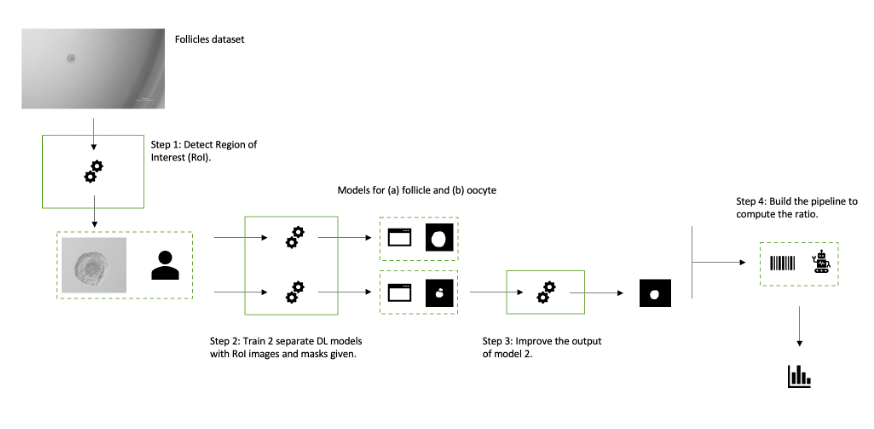 Follicles dataset
Step 1: Detect Region of
Interest (RoI).
Models for (a) follicle and (b) oocyte
Step 4: Build the pipeline to
compute the ratio.
Step 2: Train 2 separate DL models
with RoI images and masks given.
Step 3: Improve the output
of model 2.